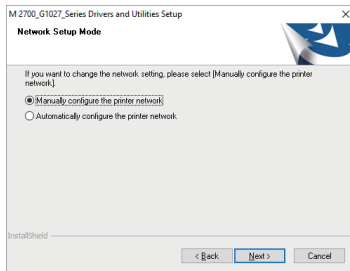 M 2700_G1027_Series Drivers and Utilities Setup
Network Setup Mode
If you want to change the network setting, please select [Manually configure the printer
network].
Manually configure the printer network
Automatically configure the printer network
InstallShield
< Back
Next >
Cancel